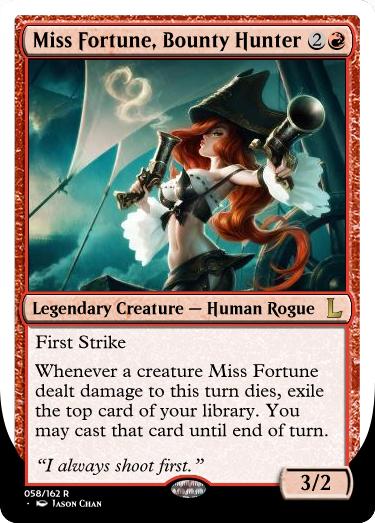 Miss Fortune, Bounty Hunter 2
Legendary Creature — Human Rogue L
First Strike
Whenever a creature Miss Fortune
dealt damage to this turn dies, exile
the top card of your library. You
may cast that card until end of turn.
“I always shoot first.”
3/2
058/162 R
· Jason Chan